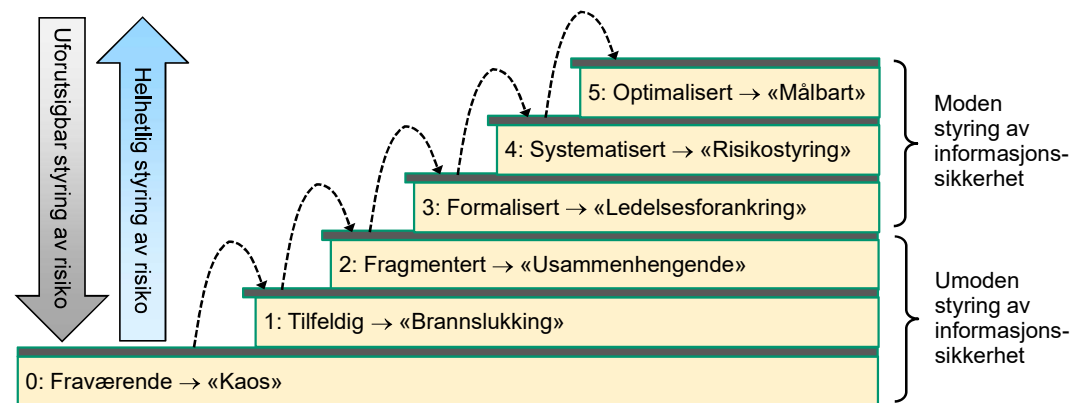 Uforutsigbar styring av risiko
Helhetlig styring av risiko
5: Optimalisert → «Målbart»
4: Systematisert → «Risikostyring»
3: Formalisert → «Ledelsesforankring»
2: Fragmentert → «Usammenhengende»
1: Tilfeldig → «Brannslukking»
0: Fraværende → «Kaos»
Moden
styring av
informasjons-
sikkerhet
Umoden
styring av
informasjons-
sikkerhet